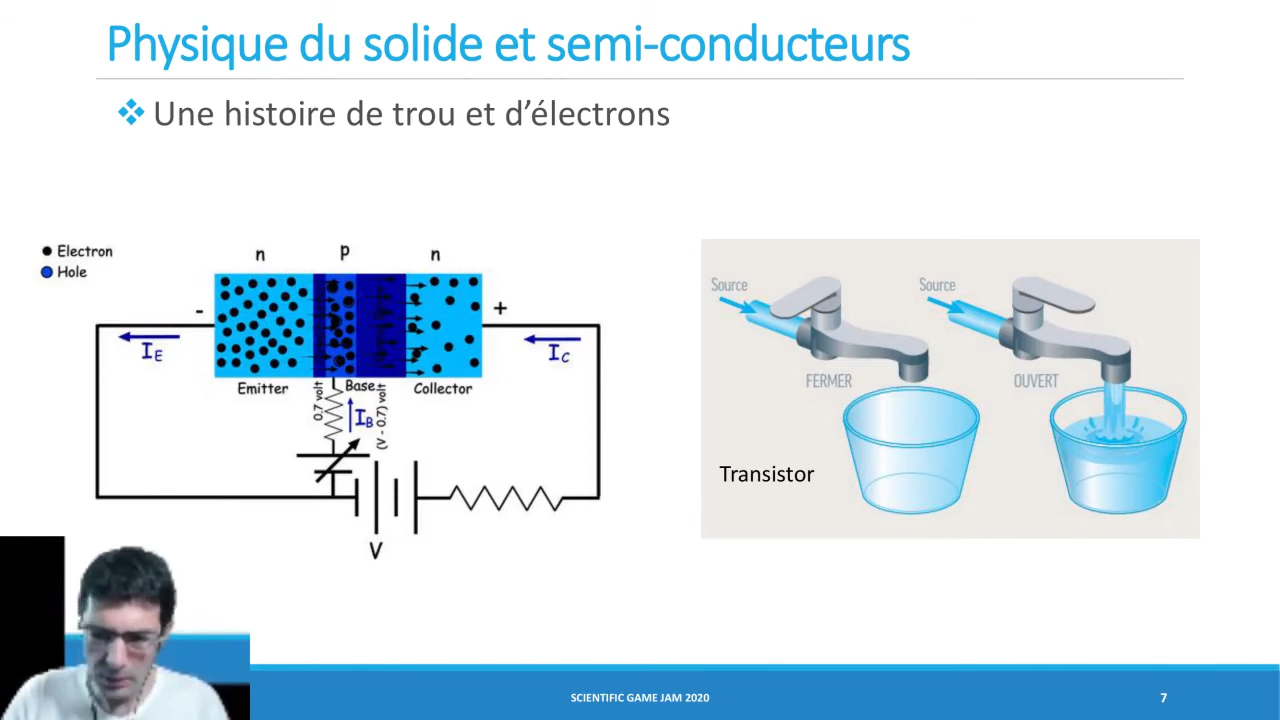 Physique du solide et semi-conducteurs
Une histoire de trou et d’électrons
Electron
Hole
n
p
n
-
+
IE
IC
Emitter
Base
Collector
0.7 volt
IB
(V - 0.7) volt
V
Source
Source
FERMER
OUVERT
Transistor
SCIENTIFIC GAME JAM 2020
7